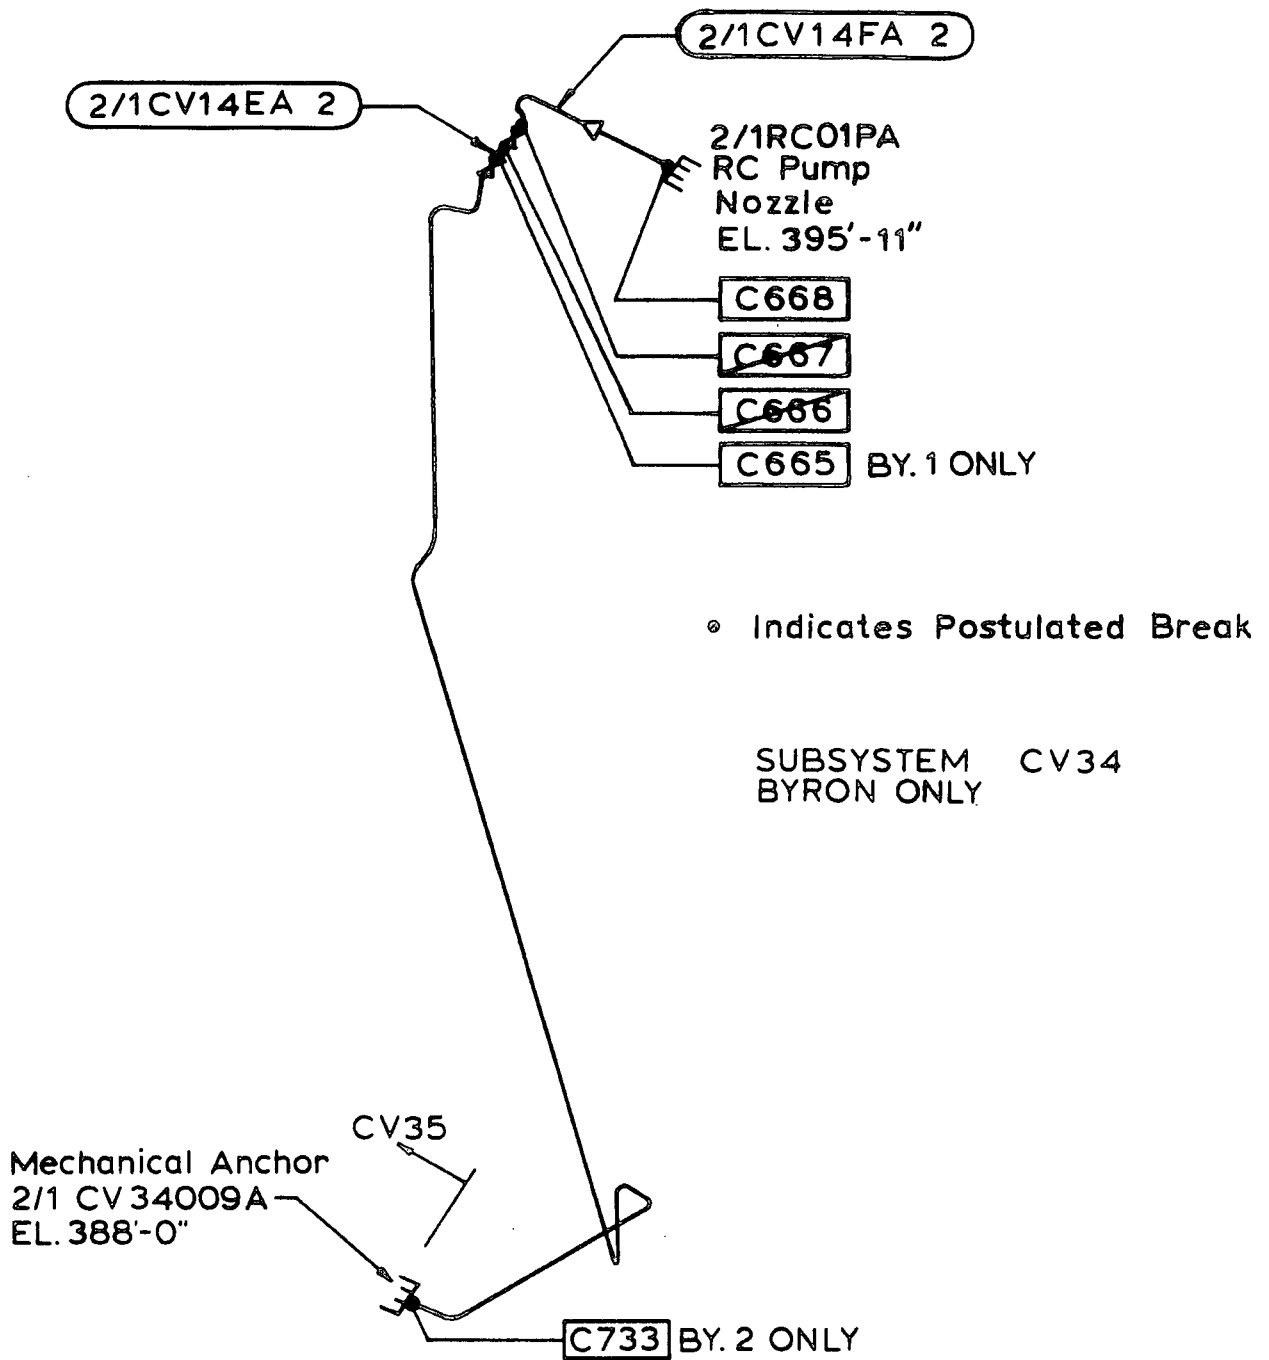 2/1CV14FA 2
2/1CV14EA 2
2/1RC01PA
RC Pump
Nozzle
EL. 395'-11"
C668
C667
C666
C665 BY. 1 ONLY
Indicates Postulated Break
SUBSYSTEM CV34
BYRON ONLY
CV35
Mechanical Anchor
2/1 CV34009A
EL. 388'-0"
C733 BY. 2 ONLY